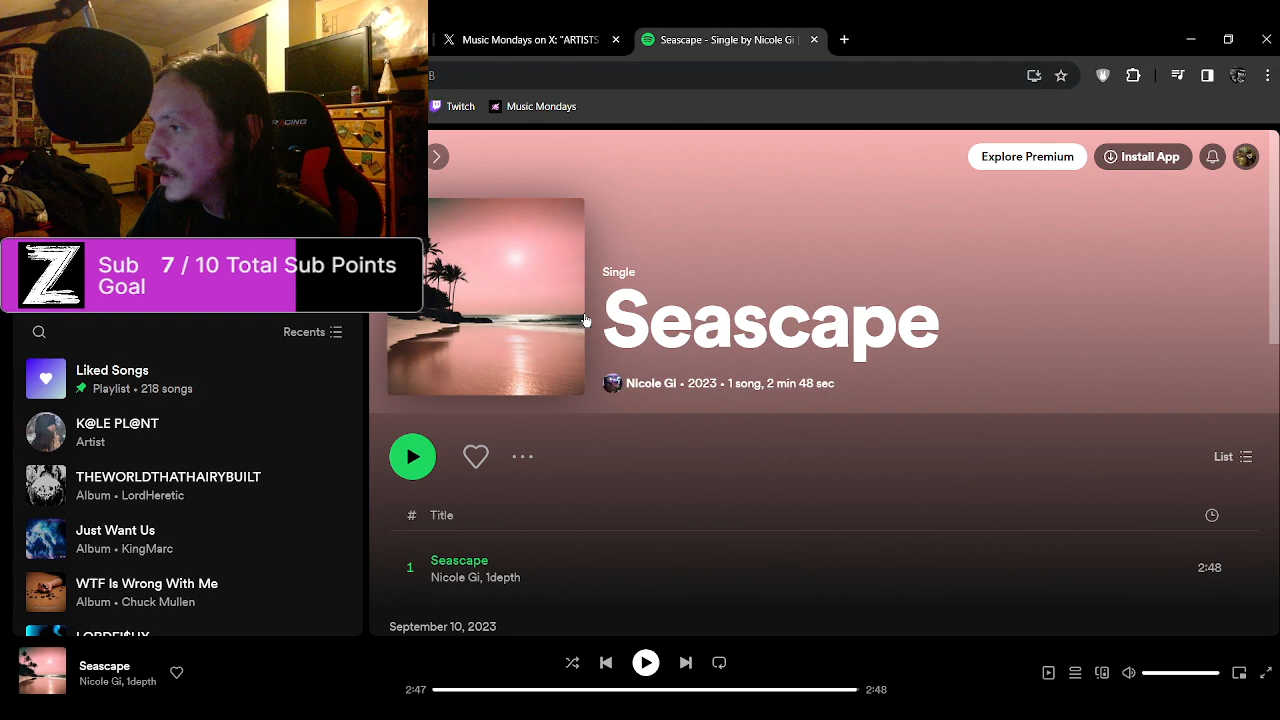 Music Mondays on X: "ARTISTS
Seascape - Single by Nicole Gi
B
Twitch
Music Mondays
Explore Premium
Install App
RACING
Z
Sub Goal
7 / 10 Total Sub Points
Single
Seascape
Nicole Gi • 2023 • 1 song, 2 min 48 sec
Recents
Liked Songs
Playlist • 218 songs
K@LE PL@NT
Artist
THEWORLDTHATHAIRYBUILT
Album • LordHeretic
Just Want Us
Album • KingMarc
WTF Is Wrong With Me
Album • Chuck Mullen
List
# Title
1 Seascape
Nicole Gi, 1depth
2:48
September 10, 2023
Seascape
Nicole Gi, 1depth
2:47
2:48